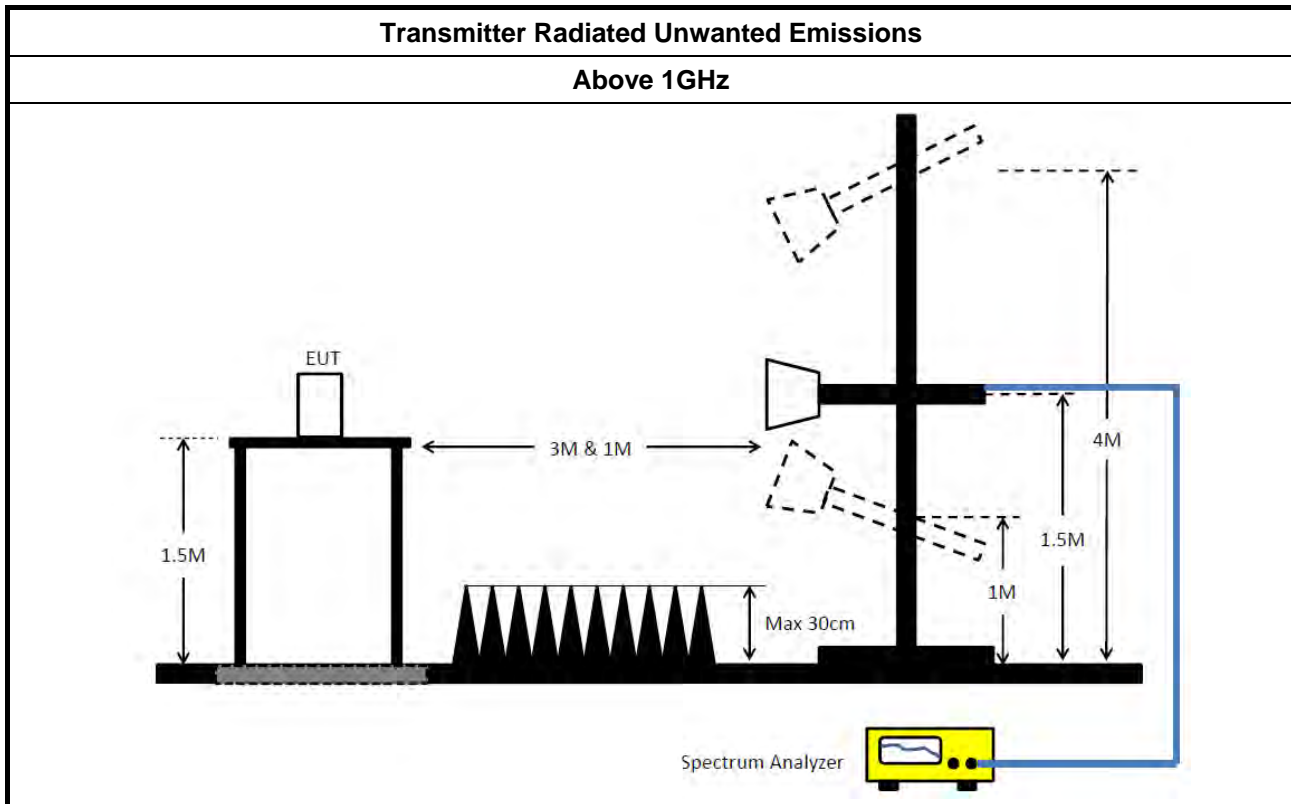 Transmitter Radiated Unwanted Emissions
Above 1GHz
EUT
3M & 1M
4M
1.5M
1.5M
1M
Max 30cm
Spectrum Analyzer